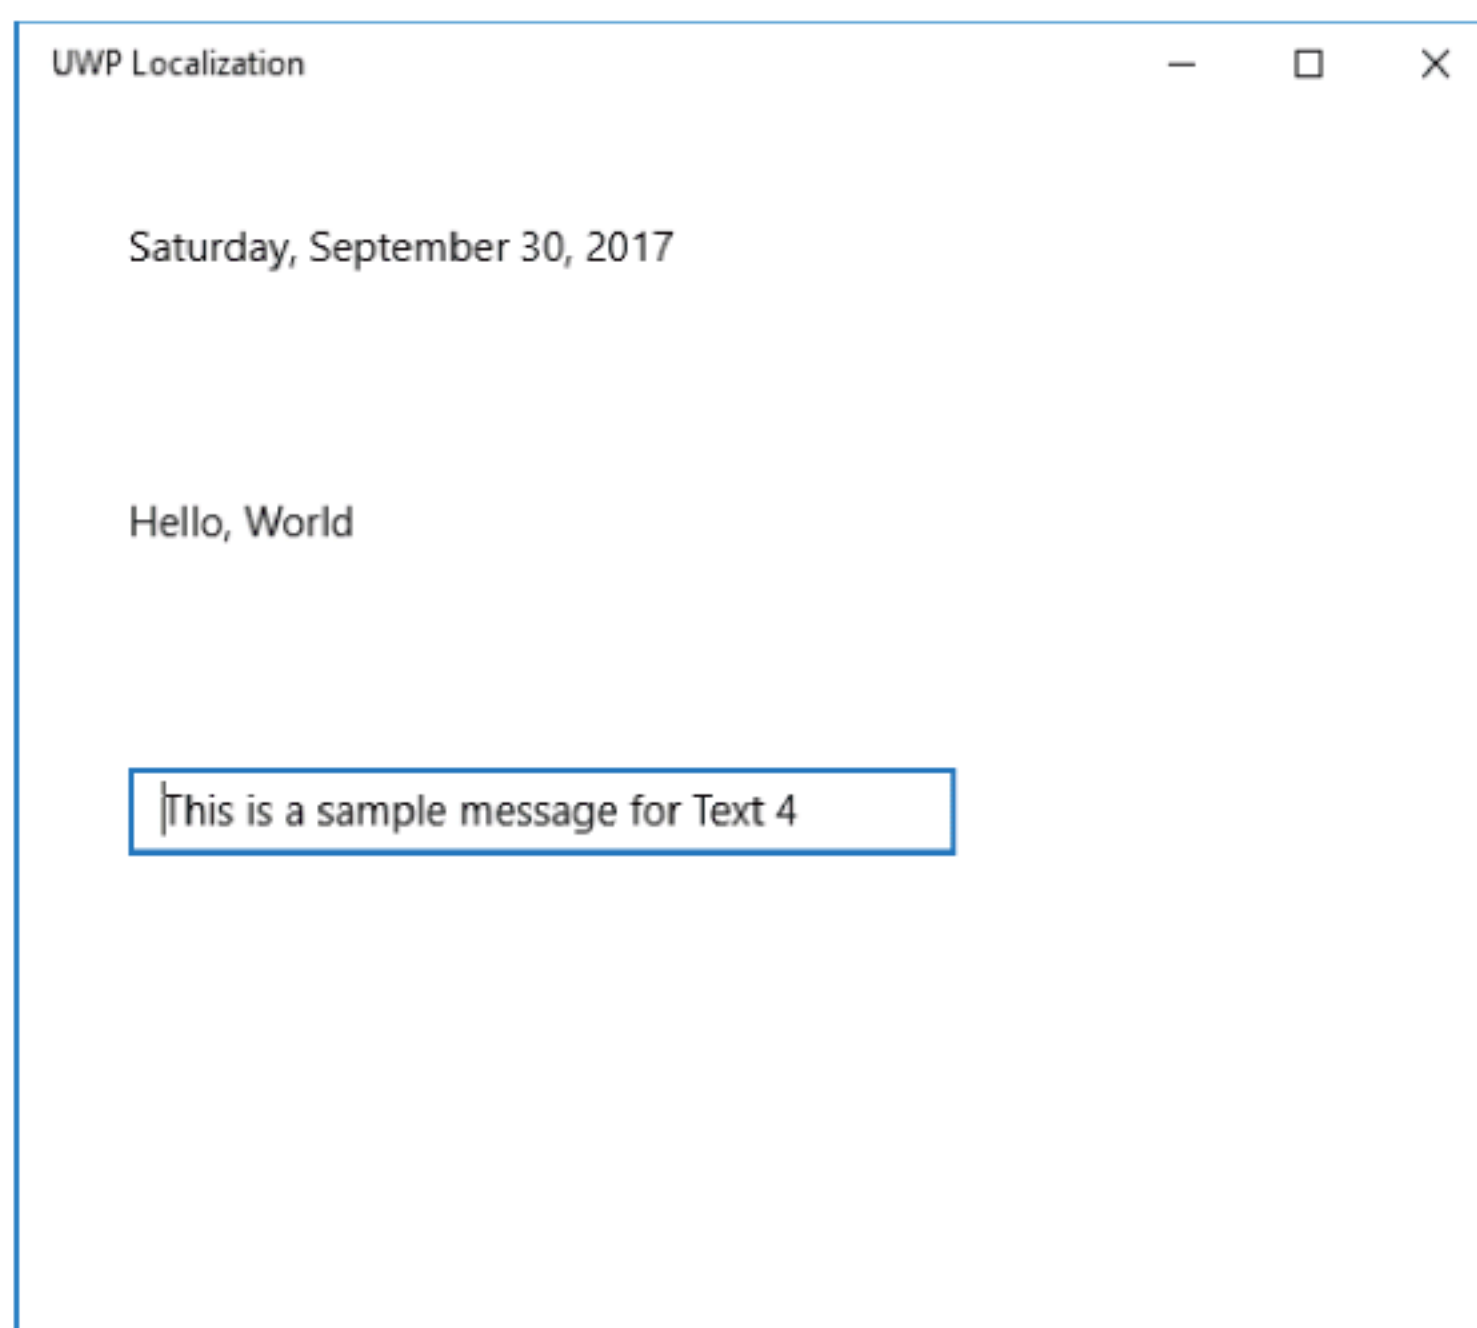 UWP Localization
Saturday, September 30, 2017
Hello, World
This is a sample message for Text 4